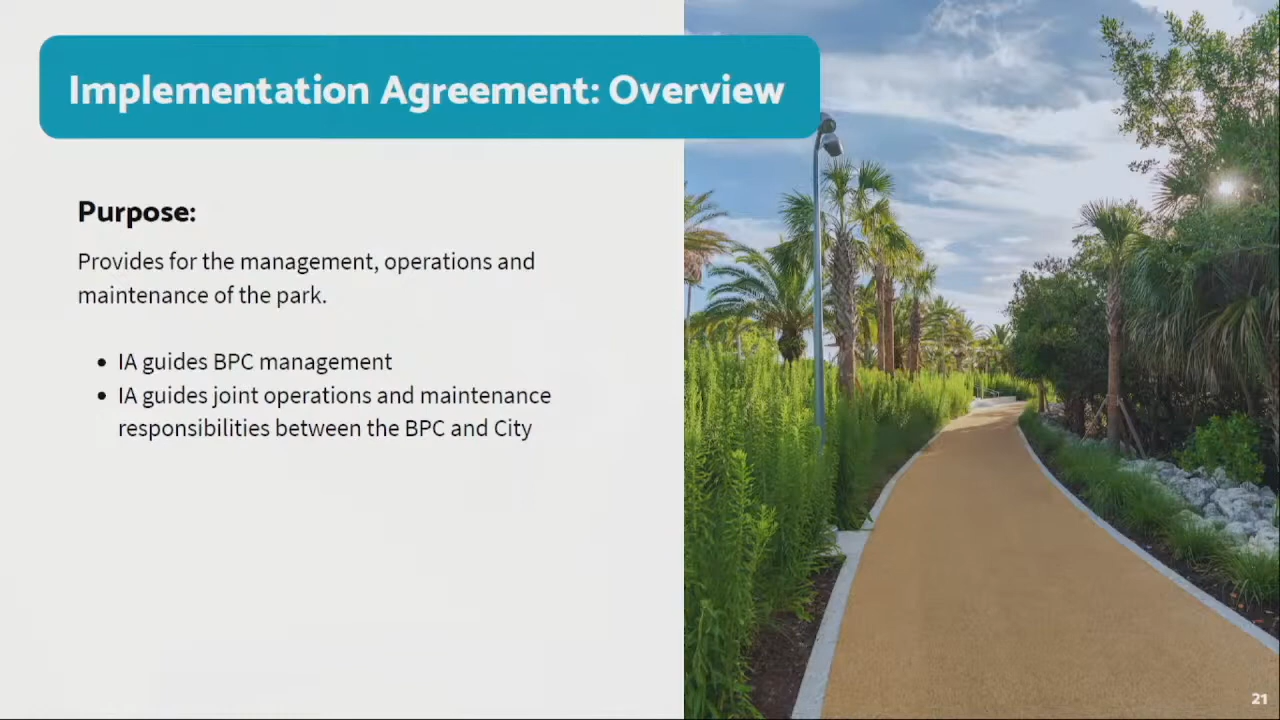 Implementation Agreement: Overview
Purpose:
Provides for the management, operations and
maintenance of the park.
• IA guides BPC management
• IA guides joint operations and maintenance
responsibilities between the BPC and City
21